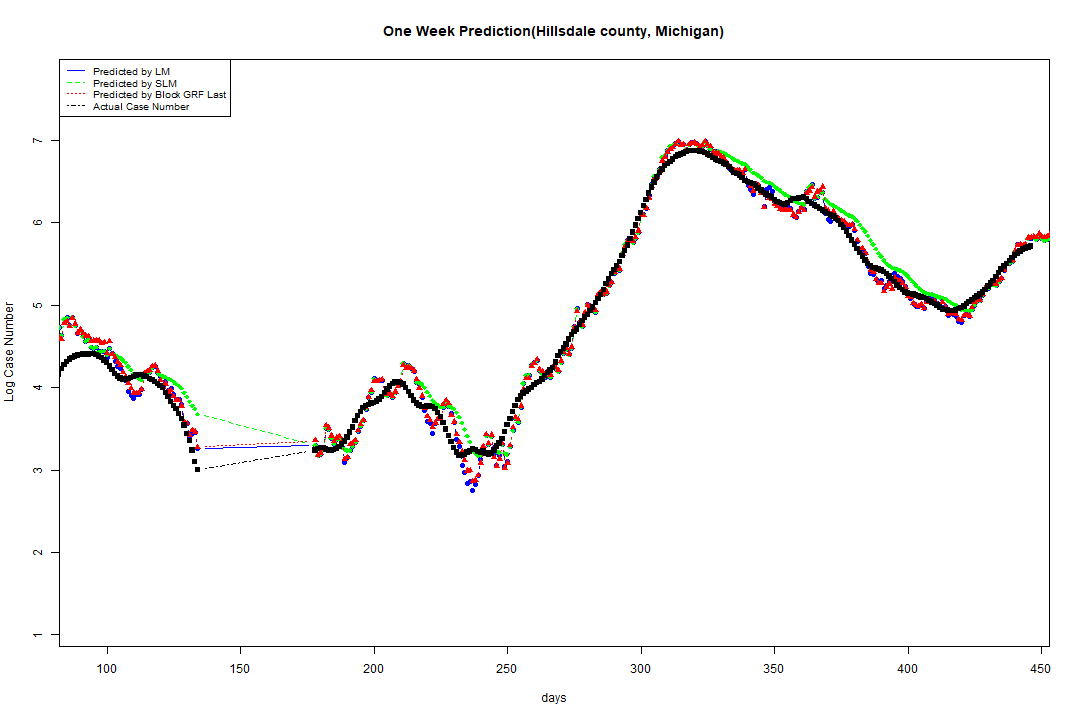 One Week Prediction(Hillsdale county, Michigan)
Predicted by LM
Predicted by SLM
Predicted by Block GRF Last
Actual Case Number
Log Case Number
7
6
5
4
3
2
1
100 150 200 250 300 350 400 450
days